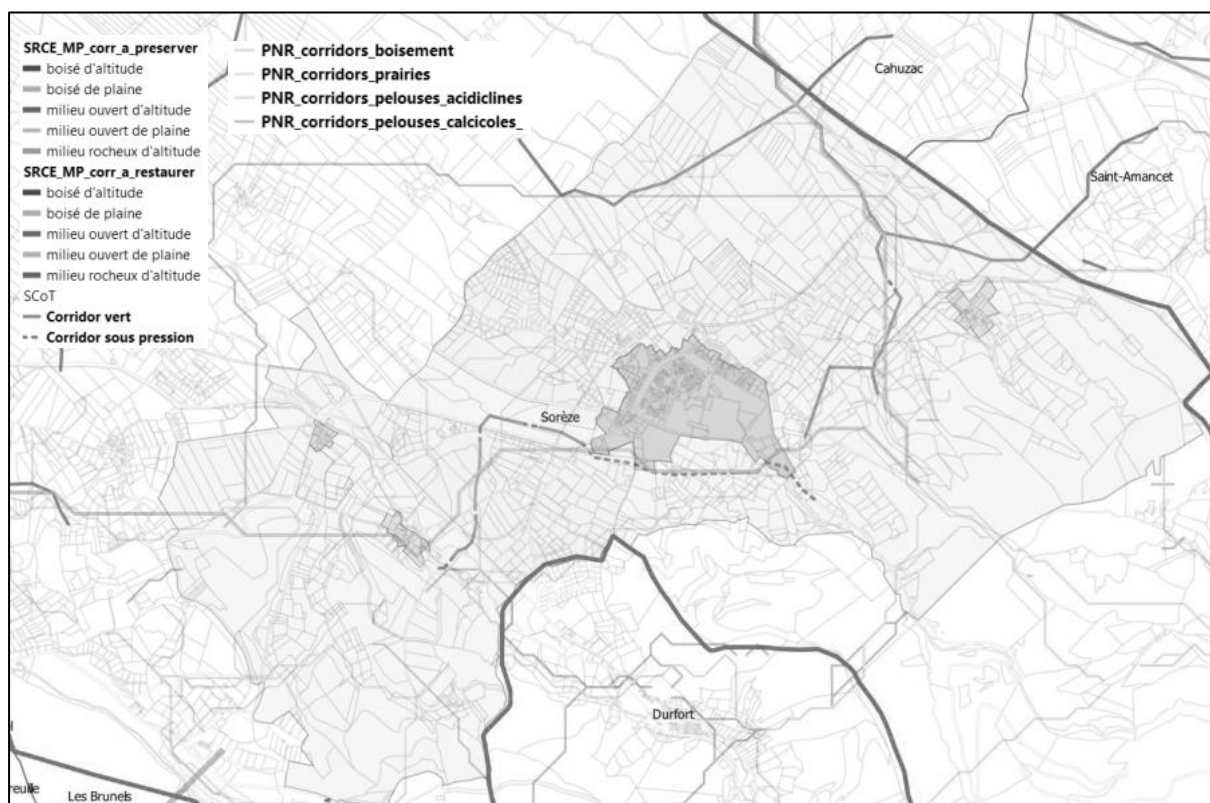 SRCE_MP_corr_a_preserver
boisé d'altitude
boisé de plaine
milieu ouvert d'altitude
milieu ouvert de plaine
milieu rocheux d'altitude
SRCE_MP_corr_a_restaurer
boisé d'altitude
boisé de plaine
milieu ouvert d'altitude
milieu ouvert de plaine
milieu rocheux d'altitude
SCoT
Corridor vert
Corridor sous pression
PNR_corridors_boisement
PNR_corridors_prairies
PNR_corridors_pelouses_acidiclines
PNR_corridors_pelouses_calcicoles_
Cahuzac
Saint-Amancet
Sorèze
Durfort
reuille
Les Brunels